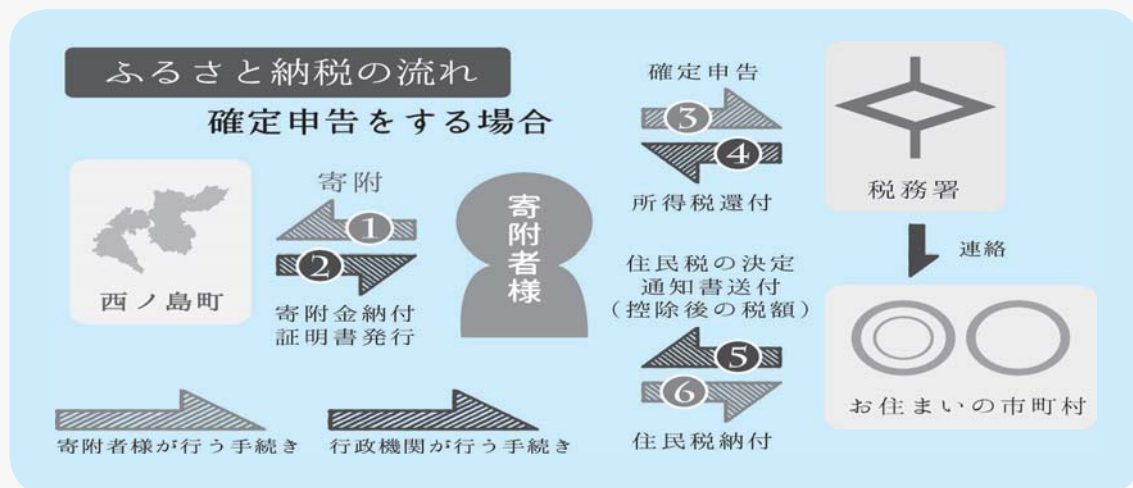 ふるさと納税の流れ
確定申告をする場合
西ノ島町
寄附
1
2
寄附金納付
証明書発行
寄附者様
確定申告
3
4
所得税還付
税務署
連絡
住民税の決定
通知書送付
(控除後の税額)
5
6
住民税納付
お住まいの市町村
寄附者様が行う手続き
行政機関が行う手続き